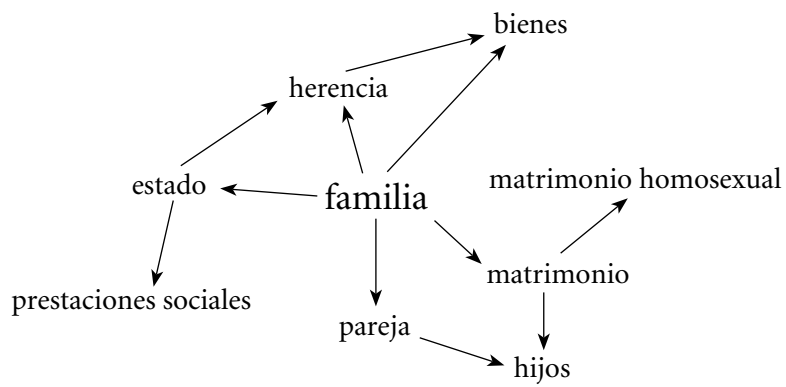 bienes
herencia
estado
familia
matrimonio homosexual
matrimonio
prestaciones sociales
pareja
hijos